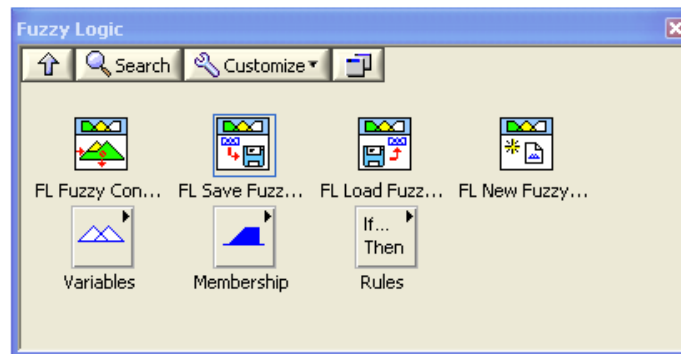 Fuzzy Logic
Search Customize
FL Fuzzy Con... FL Save Fuzz... FL Load Fuzz... FL New Fuzzy...
If...
Then
Variables Membership Rules